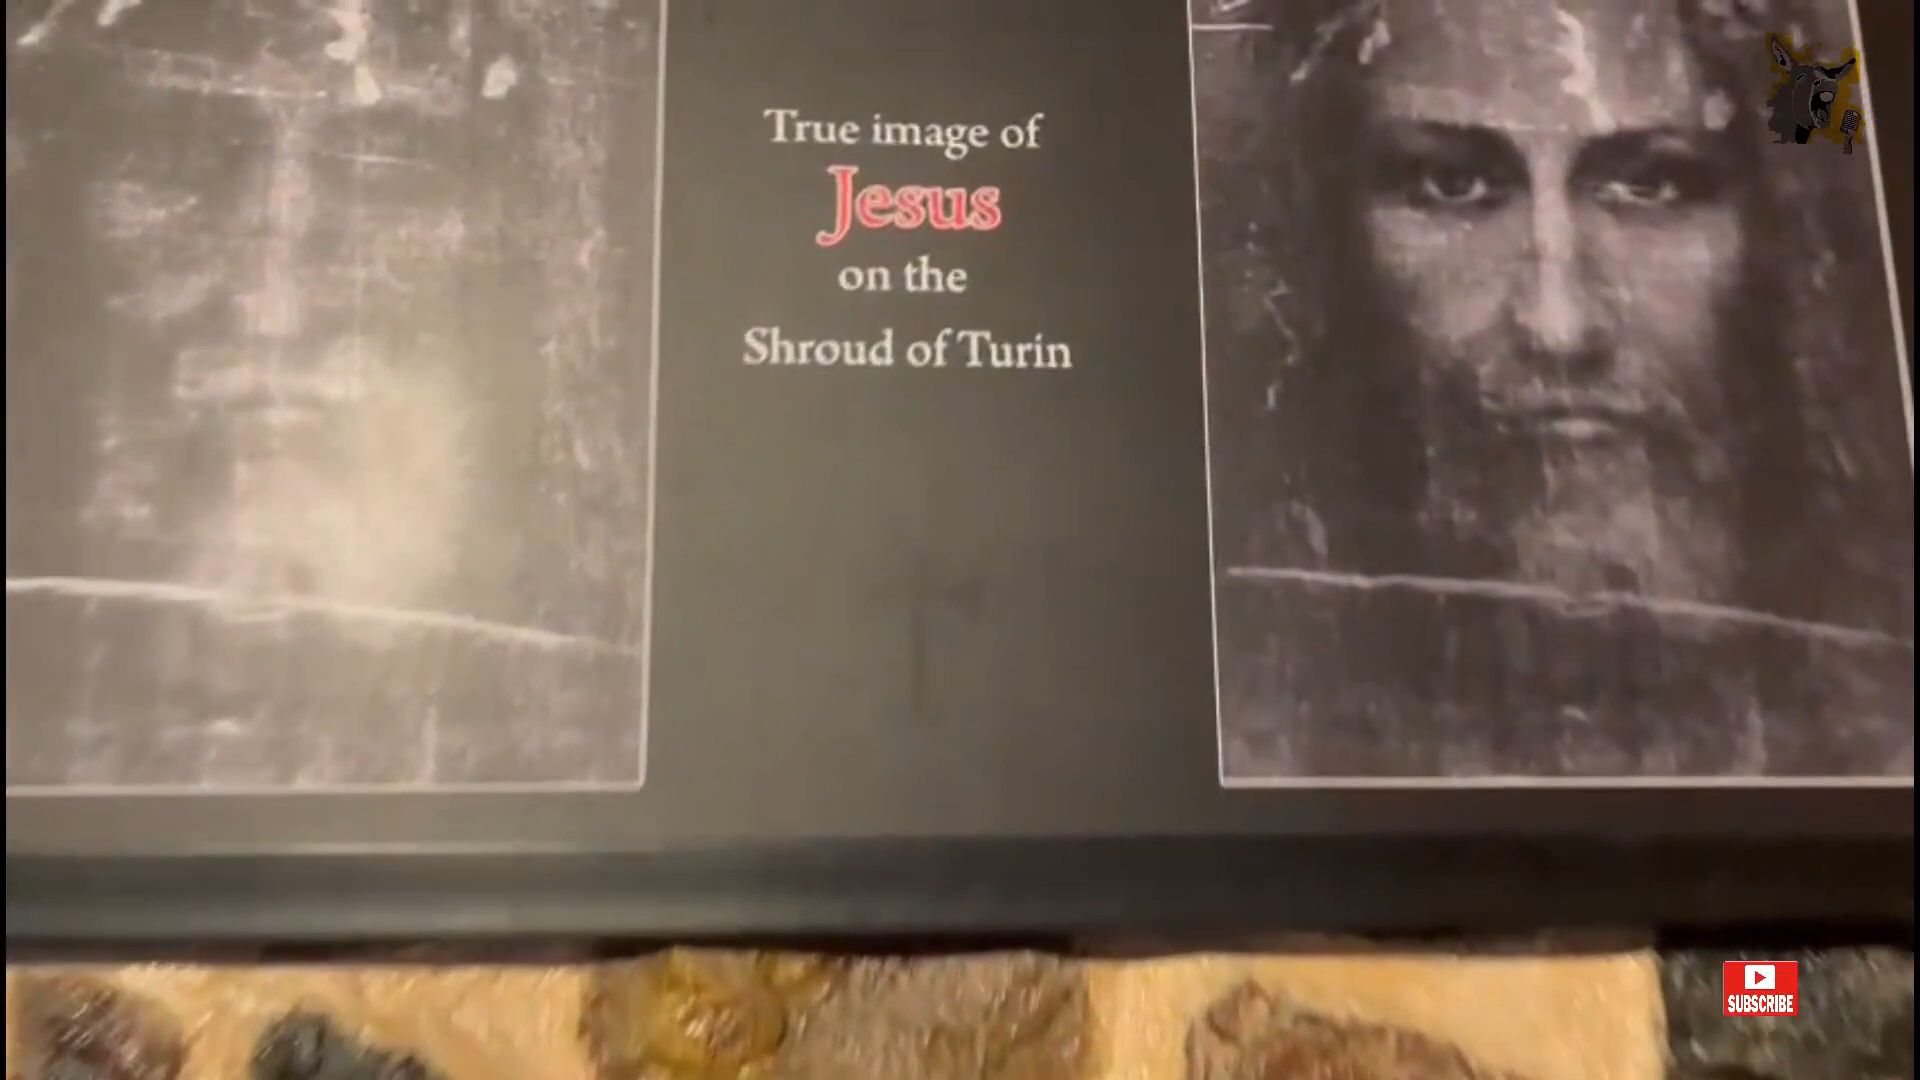 True image of
Jesus
on the
Shroud of Turin
SUBSCRIBE